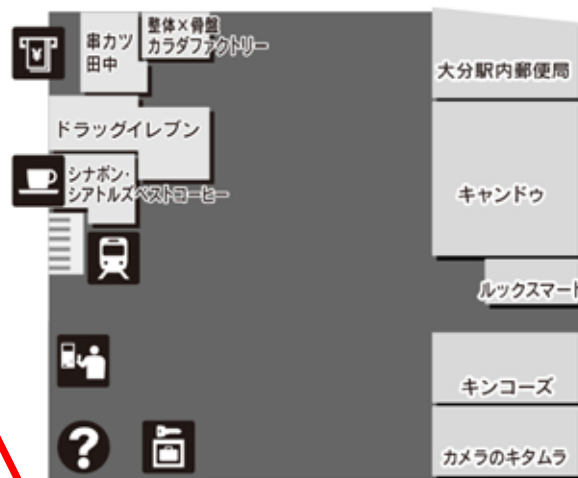 串カツ
田中
整体×骨盤
カラダファクトリー
大分駅内郵便局
ドラッグイレブン
シナボン・
シアトルズベストコーヒー
キャンドゥ
ルックスマート
キンコーズ
?
カメラのキタムラ